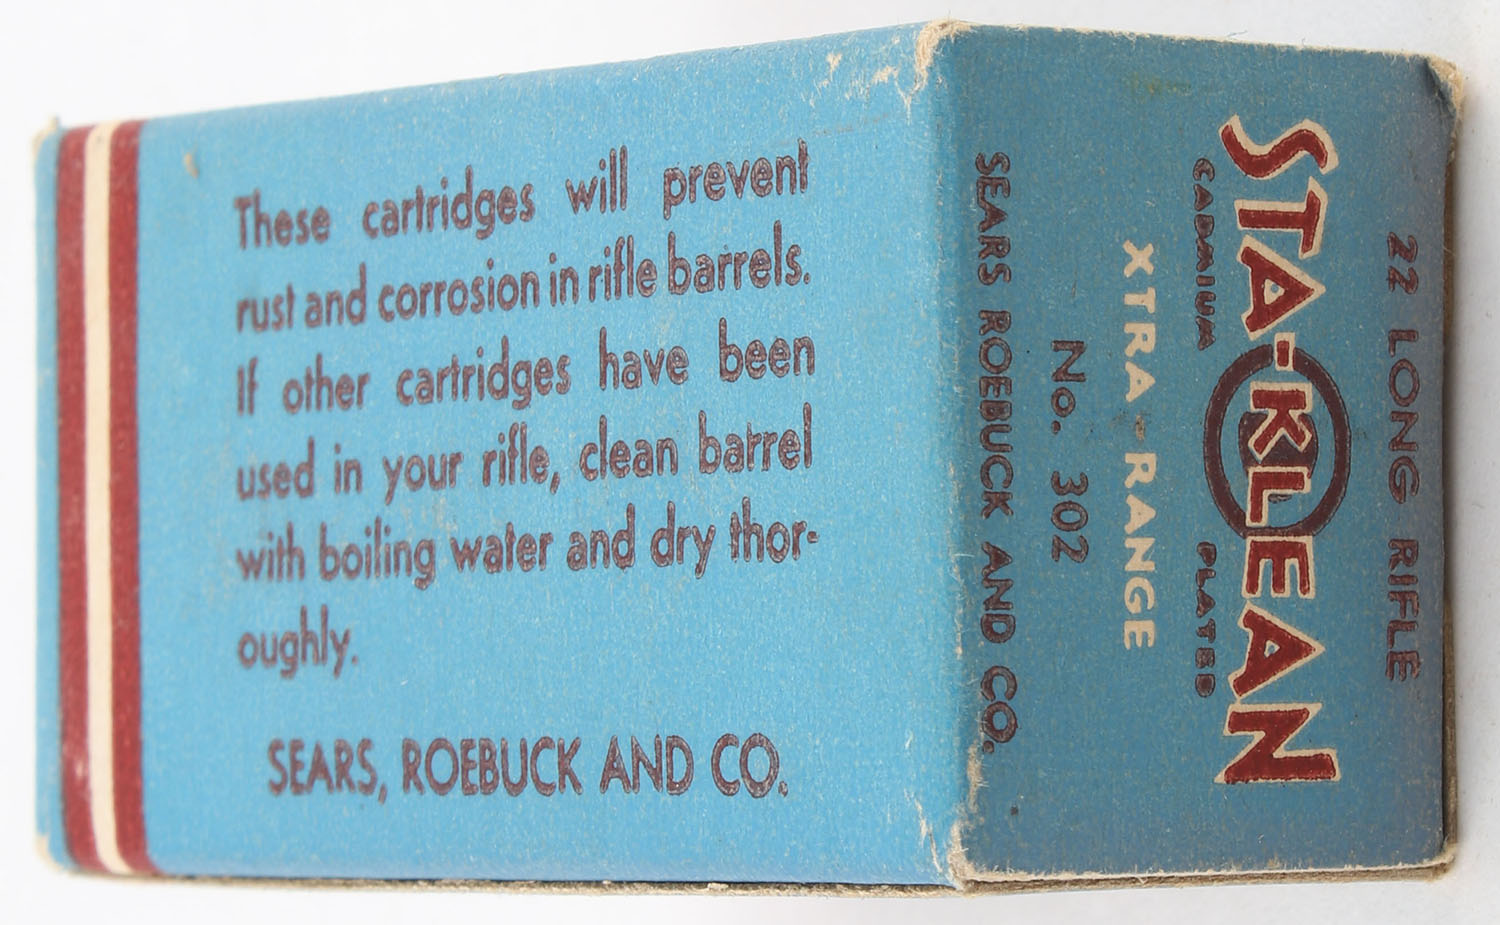 These cartridges will prevent
rust and corrosion in rifle barrels.
If other cartridges have been
used in your rifle, clean barrel
with boiling water and dry thor-
oughly.
SEARS, ROEBUCK AND CO.
22 LONG RIFLE
STA-KLEAN
CADMIUM PLATED
XTRA-RANGE
No. 302
SEARS ROEBUCK AND CO.